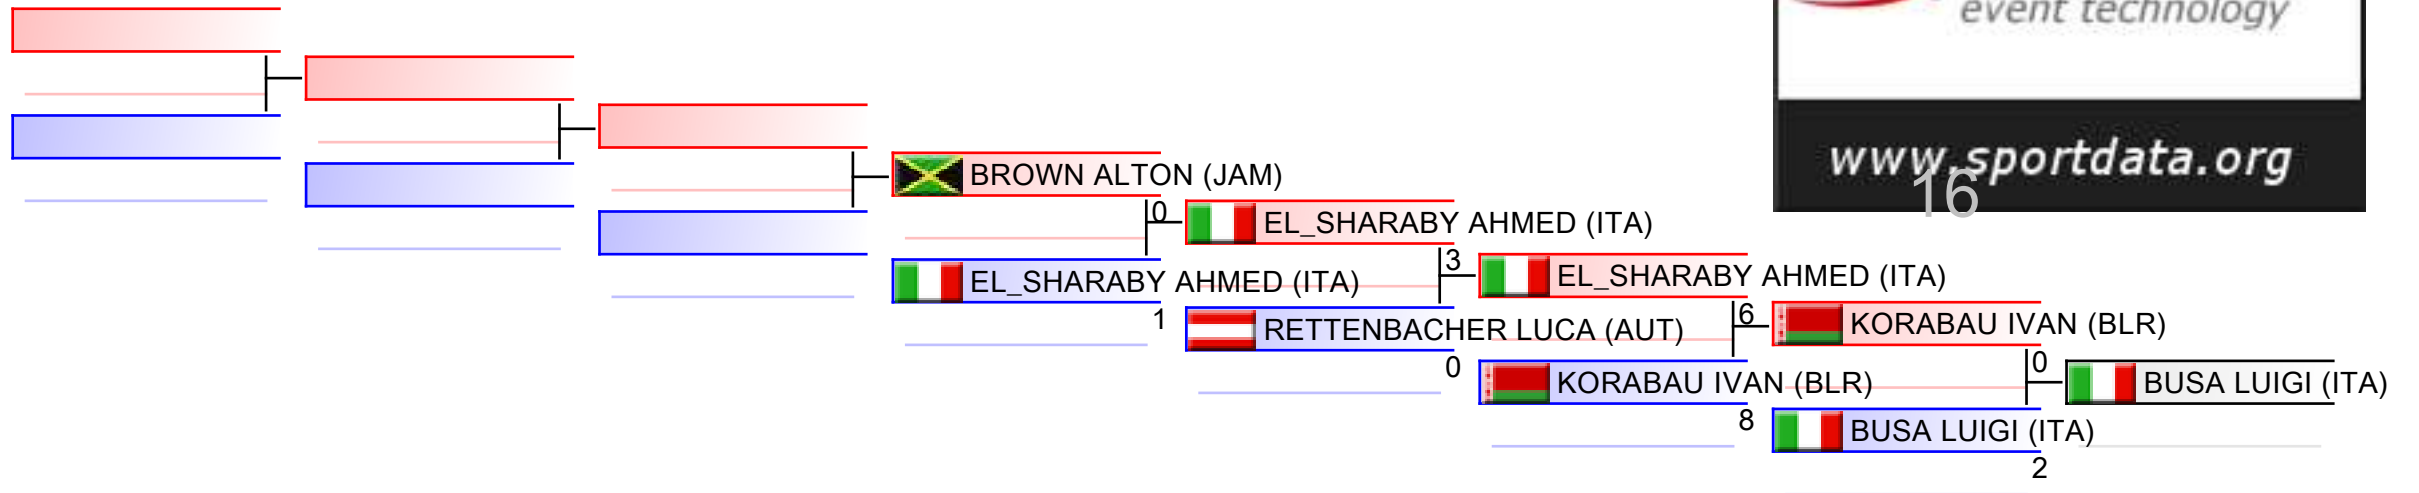 event technology
www.sportdata.org
16
BROWN ALTON (JAM)
0
EL_SHARABY AHMED (ITA)
3
EL_SHARABY AHMED (ITA)
EL_SHARABY AHMED (ITA)
1
RETTENBACHER LUCA (AUT)
0
6
KORABAU IVAN (BLR)
KORABAU IVAN (BLR)
8
0
BUSA LUIGI (ITA)
BUSA LUIGI (ITA)
2